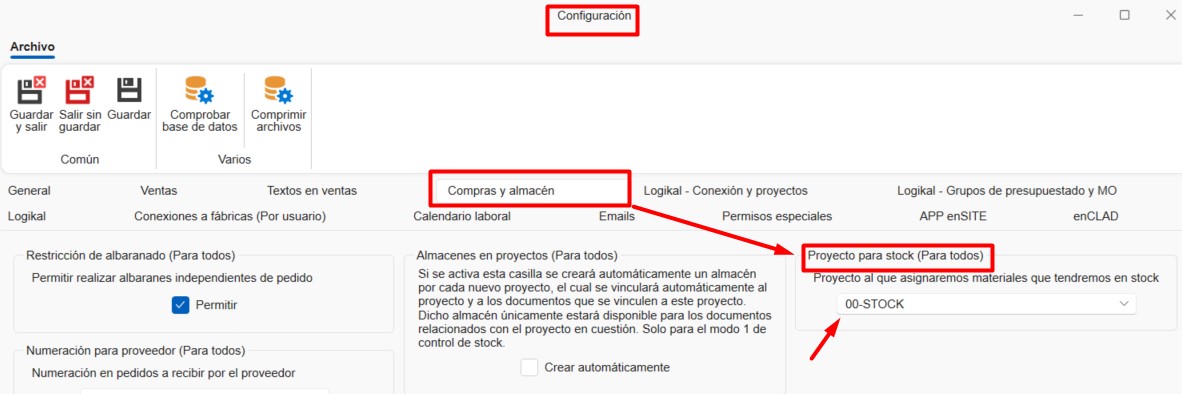 Configuración
Archivo
Guardar y salir
Salir sin guardar
Guardar
Comprobar base de datos
Comprimir archivos
Común
Varios
General
Ventas
Textos en ventas
Compras y almacén
Logikal - Conexión y proyectos
Logikal - Grupos de presupuestado y MO
Logikal
Conexiones a fábricas (Por usuario)
Calendario laboral
Emails
Permisos especiales
APP enSITE
enCLAD
Restricción de albaranado (Para todos)
Permitir realizar albaranes independientes de pedido
Permitir
Numeración para proveedor (Para todos)
Numeración en pedidos a recibir por el proveedor
Almacenes en proyectos (Para todos)
Si se activa esta casilla se creará automáticamente un almacén
por cada nuevo proyecto, el cual se vinculará automáticamente al
proyecto y a los documentos que se vinculen a este proyecto.
Dicho almacén únicamente estará disponible para los documentos
relacionados con el proyecto en cuestión. Solo para el modo 1 de
control de stock.
Crear automáticamente
Proyecto para stock (Para todos)
Proyecto al que asignaremos materiales que tendremos en stock
00-STOCK